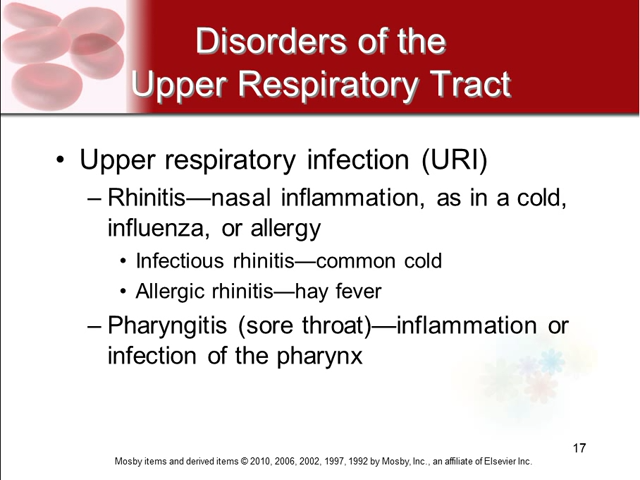 Disorders of the
Upper Respiratory Tract
• Upper respiratory infection (URI)
– Rhinitis—nasal inflammation, as in a cold,
influenza, or allergy
• Infectious rhinitis—common cold
• Allergic rhinitis—hay fever
– Pharyngitis (sore throat)—inflammation or
infection of the pharynx
17
Mosby items and derived items © 2010, 2006, 2002, 1997, 1992 by Mosby, Inc., an affiliate of Elsevier Inc.